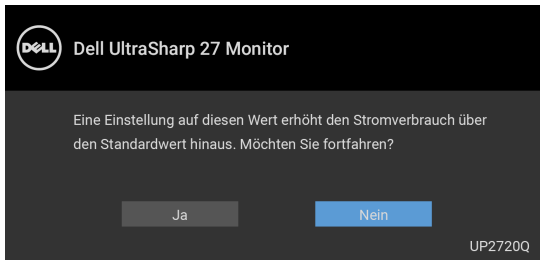 DELL
Dell UltraSharp 27 Monitor
Eine Einstellung auf diesen Wert erhöht den Stromverbrauch über
den Standardwert hinaus. Möchten Sie fortfahren?
Ja
Nein
UP2720Q